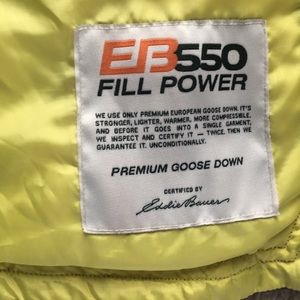 EB550
FILL POWER
WE USE ONLY PREMIUM EUROPEAN GOOSE DOWN. IT'S
STRONGER, LIGHTER, WARMER, MORE COMPRESSIBLE,
AND BEFORE IT GOES INTO A SINGLE GARMENT,
WE INSPECT AND CERTIFY IT — TWICE. THEN WE
GUARANTEE IT. UNCONDITIONALLY.
PREMIUM GOOSE DOWN
CERTIFIED BY
Eddie Bauer